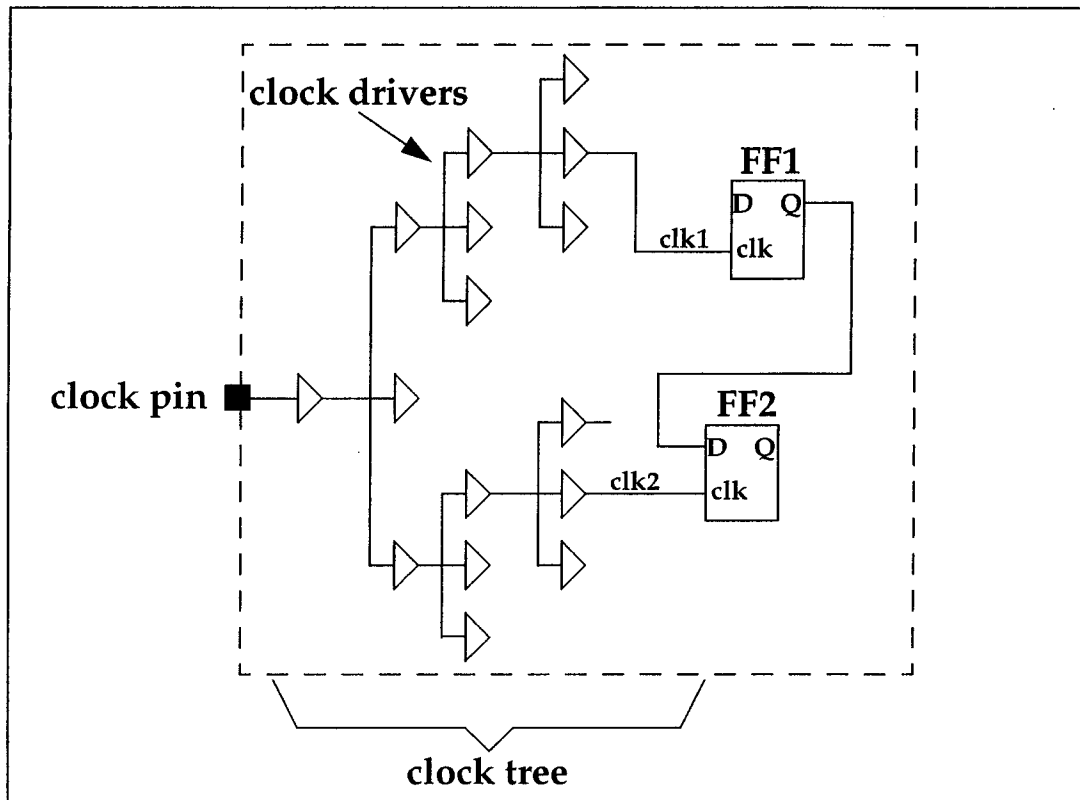 clock drivers
FF1
D Q
clk1
clk
clock pin
FF2
D Q
clk2
clk
clock tree